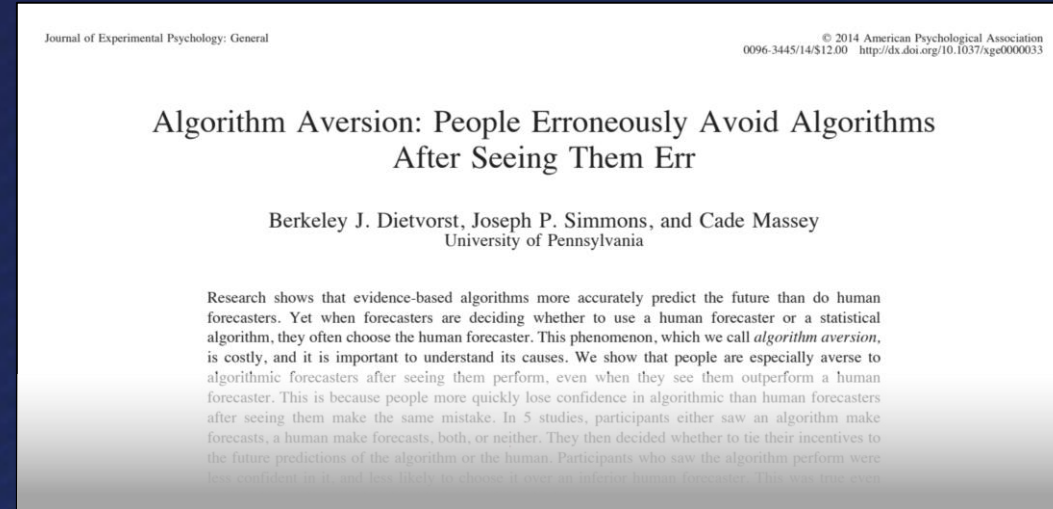 Journal of Experimental Psychology: General
© 2014 American Psychological Association
0096-3445/14/$12.00 http://dx.doi.org/10.1037/xge0000033
Algorithm Aversion: People Erroneously Avoid Algorithms
After Seeing Them Err
Berkeley J. Dietvorst, Joseph P. Simmons, and Cade Massey
University of Pennsylvania
Research shows that evidence-based algorithms more accurately predict the future than do human
forecasters. Yet when forecasters are deciding whether to use a human forecaster or a statistical
algorithm, they often choose the human forecaster. This phenomenon, which we call algorithm aversion,
is costly, and it is important to understand its causes. We show that people are especially averse to
algorithmic forecasters after seeing them perform, even when they see them outperform a human
forecaster. This is because people more quickly lose confidence in algorithmic than human forecasters
after seeing them make the same mistake. In 5 studies, participants either saw an algorithm make
forecasts, a human make forecasts, both, or neither. They then decided whether to tie their incentives to
the future predictions of the algorithm or the human. Participants who saw the algorithm perform were
less confident in it, and less likely to choose it over an inferior human forecaster. This was true even